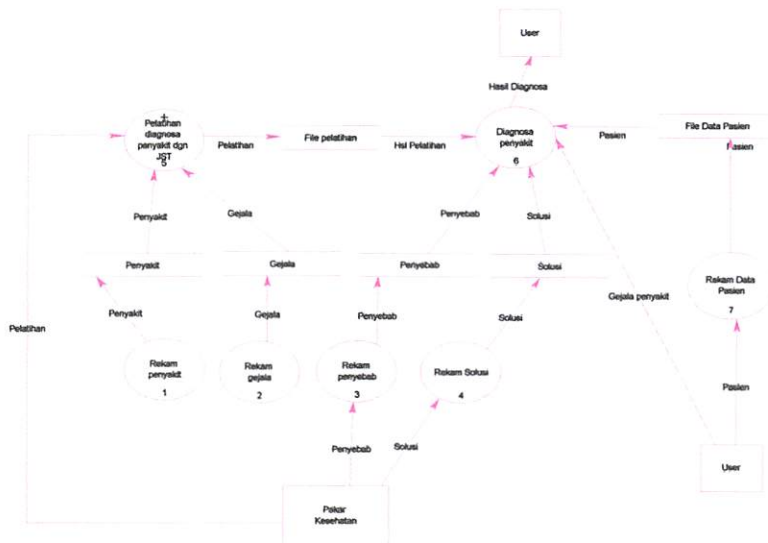 User
Hasil Diagnosa
Pelatihan
diagnosa
penyakit dgn
JST
5
Pelatihan
File pelatihan
Hsl Pelatihan
Diagnosa
penyakit
6
Pasien
File Data Pasien
Pasien
Penyakit
Gejala
Penyebab
Solusi
Penyakit
Gejala
Penyebab
Solusi
Gejala penyakit
Rekam Data
Pasien
7
Pelatihan
Penyakit
Gejala
Penyebab
Solusi
Rekam
penyakit
1
Rekam
gejala
2
Rekam
penyebab
3
Rekam Solusi
4
Pasien
Penyebab
Solusi
User
Pakar
Kesehatan